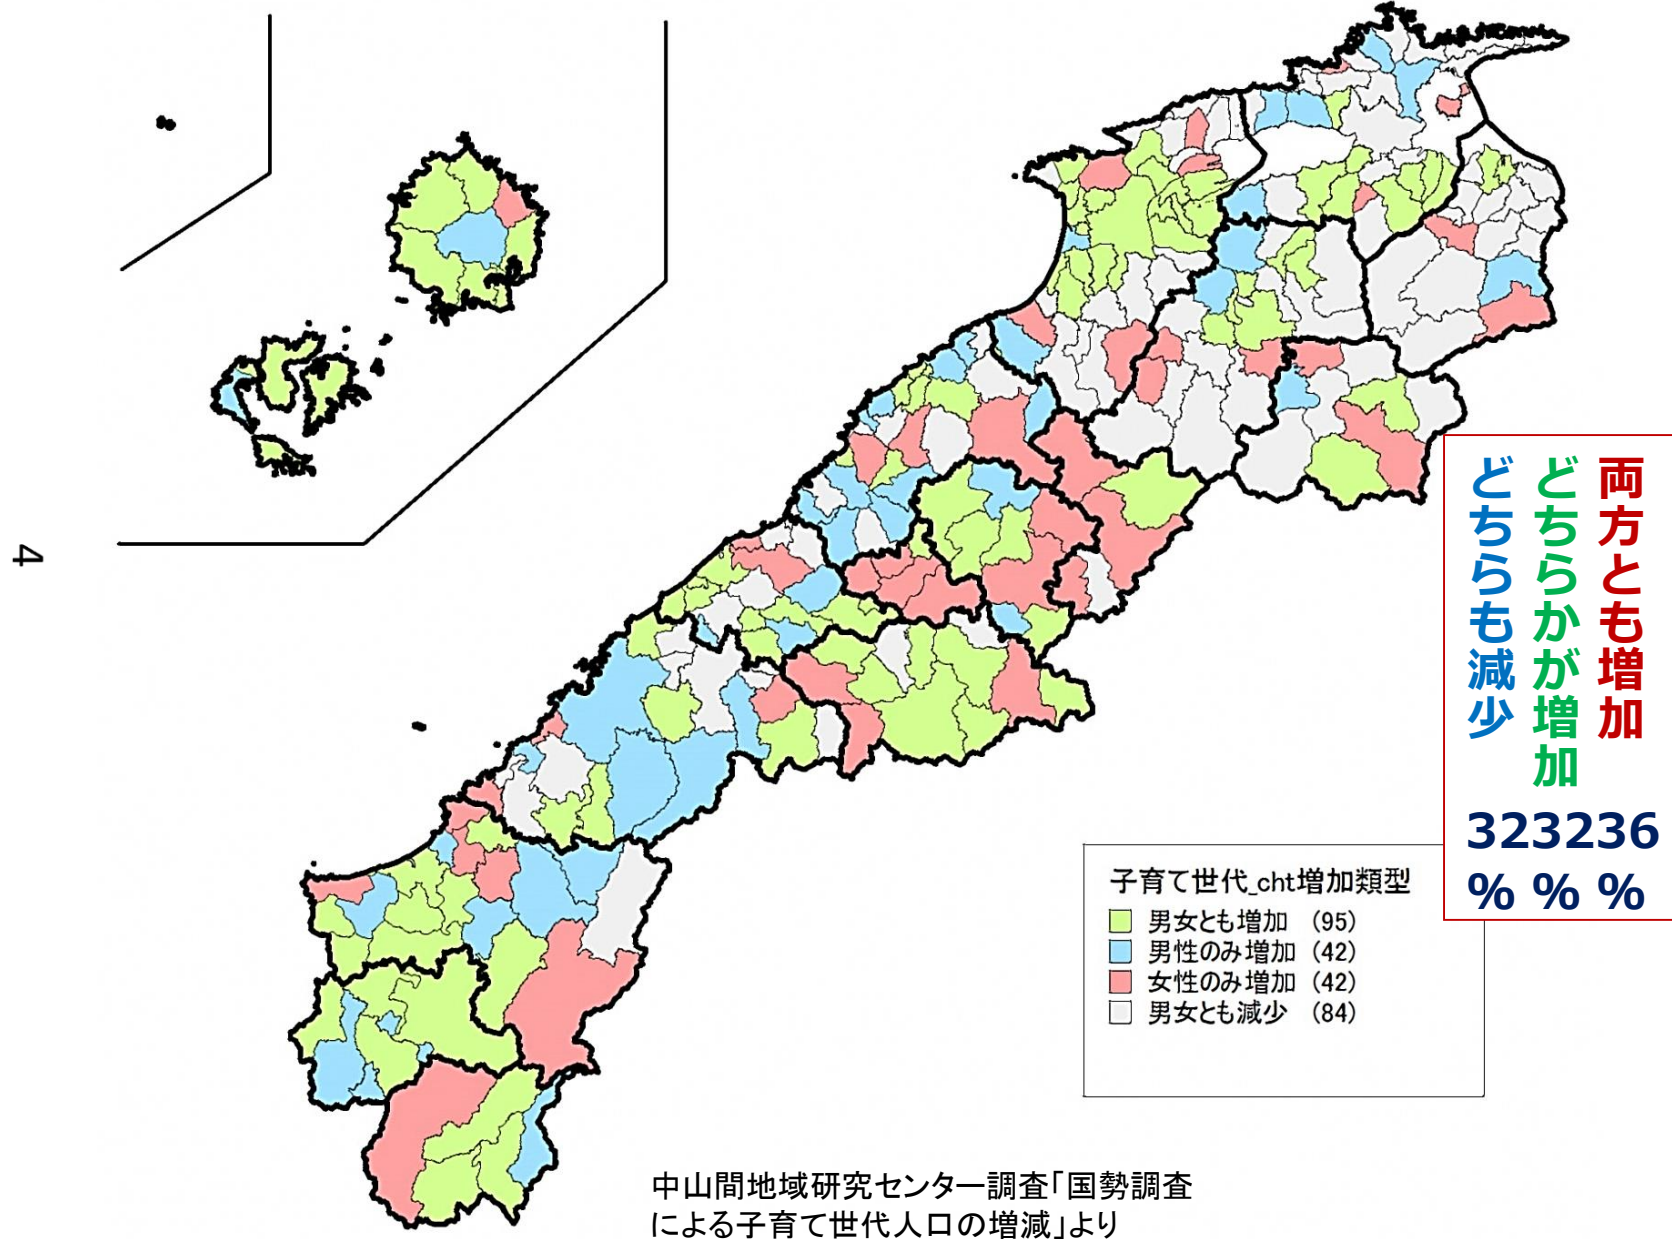 4
両方とも増加
どちらかが増加
どちらも減少
323236
% % %
子育て世代_cht増加類型
男女とも増加 (95)
男性のみ増加 (42)
女性のみ増加 (42)
男女とも減少 (84)
中山間地域研究センター調査「国勢調査
による子育て世代人口の増減」より